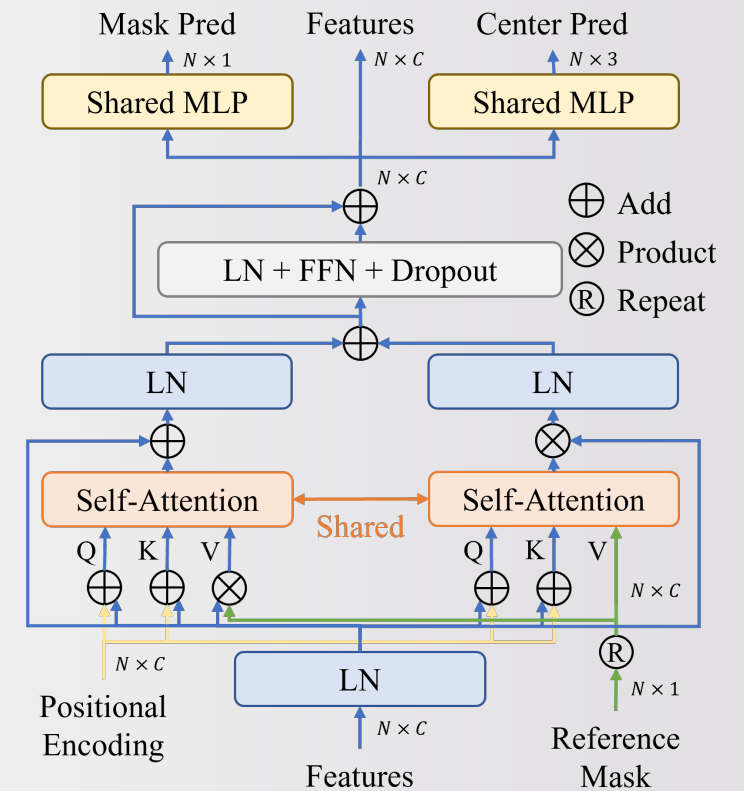 Mask Pred
Features
Center Pred
N × 1
N × C
N × 3
Shared MLP
Shared MLP
N × C
Add
LN + FFN + Dropout
Product
R Repeat
LN
LN
Self-Attention
Self-Attention
Shared
Q
K
V
Q
K
V
N × C
N × C
LN
R
N × 1
Positional
Encoding
N × C
Reference
Mask
Features